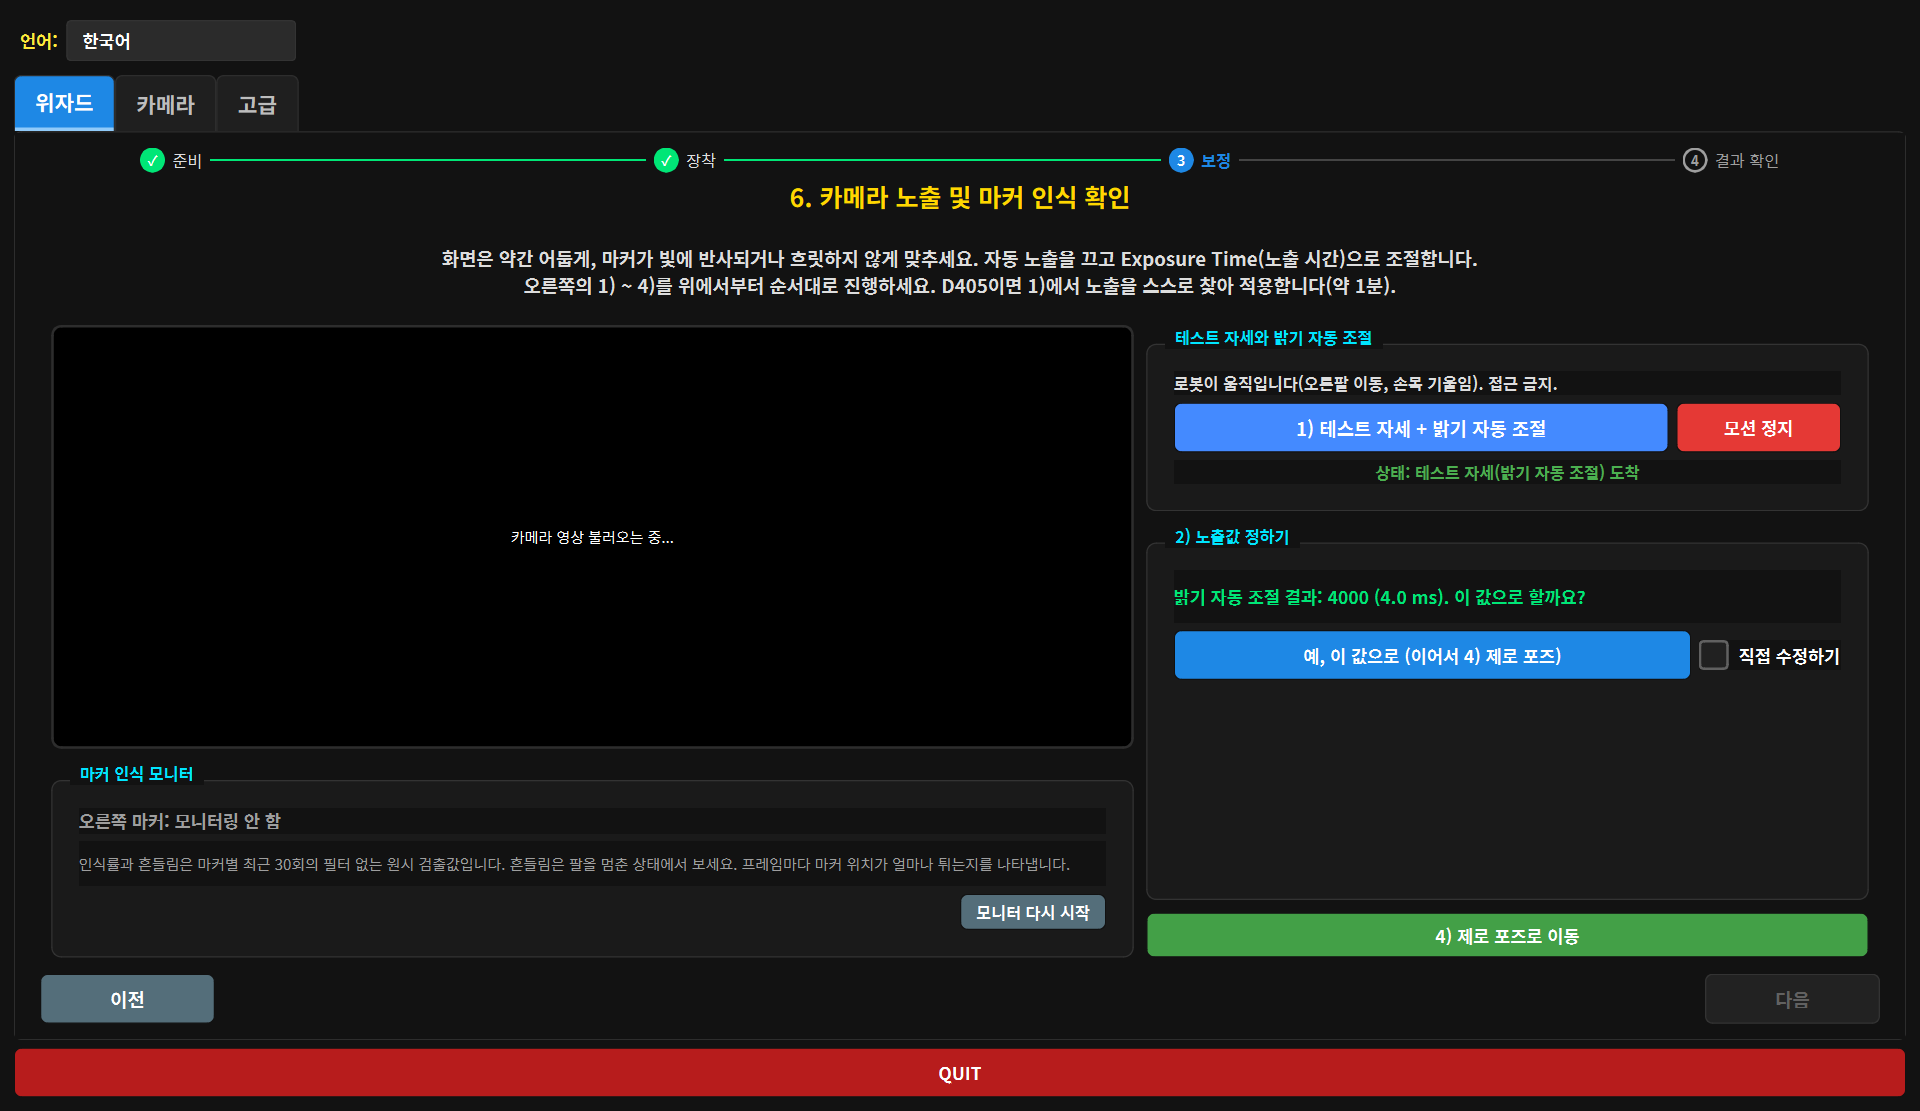 언어: 한국어
위자드 카메라 고급
✓ 준비 ✓ 장착 3 보정 4 결과 확인
6. 카메라 노출 및 마커 인식 확인
화면은 약간 어둡게, 마커가 빛에 반사되거나 흐릿하지 않게 맞추세요. 자동 노출을 끄고 Exposure Time(노출 시간)으로 조절합니다.
오른쪽의 1) ~ 4)를 위에서부터 순서대로 진행하세요. D405이면 1)에서 노출을 스스로 찾아 적용합니다(약 1분).
카메라 영상 불러오는 중...
마커 인식 모니터
오른쪽 마커: 모니터링 안 함
인식률과 흔들림은 마커별 최근 30회의 필터 없는 원시 검출값입니다. 흔들림은 팔을 멈춘 상태에서 보세요. 프레임마다 마커 위치가 얼마나 튀는지를 나타냅니다.
모니터 다시 시작
테스트 자세와 밝기 자동 조절
로봇이 움직입니다(오른팔 이동, 손목 기울임). 접근 금지.
1) 테스트 자세 + 밝기 자동 조절
모션 정지
상태: 테스트 자세(밝기 자동 조절) 도착
2) 노출값 정하기
밝기 자동 조절 결과: 4000 (4.0 ms). 이 값으로 할까요?
예, 이 값으로 (이어서 4) 제로 포즈)
직접 수정하기
4) 제로 포즈로 이동
이전
다음
QUIT